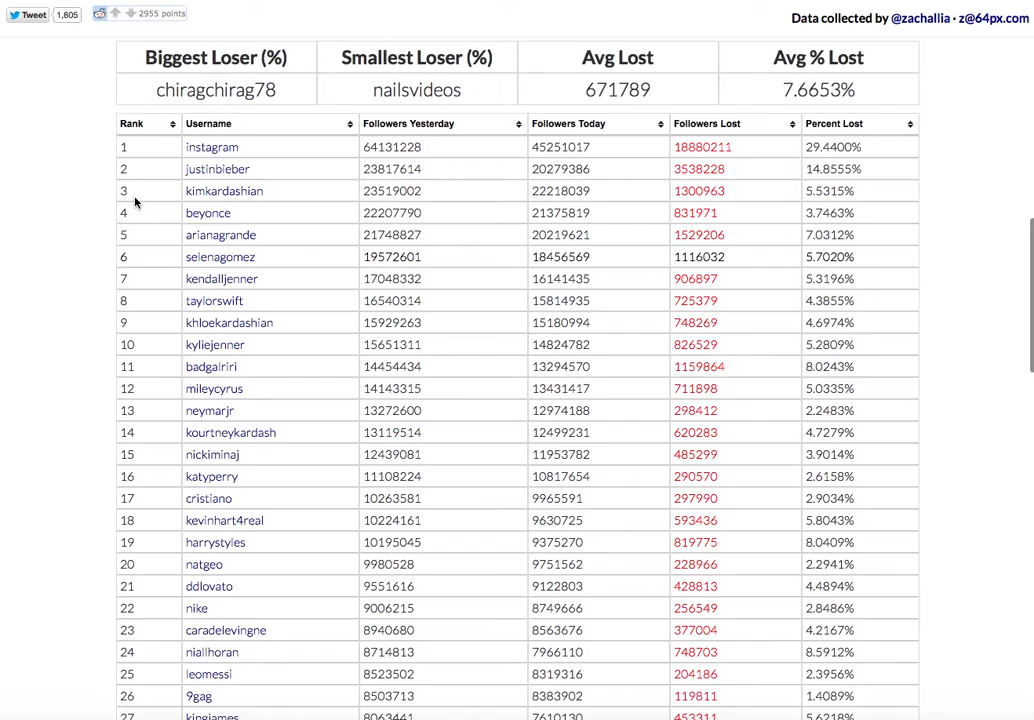 Tweet 1,805 2955 points
Data collected by @zachallia · z@64px.com
Biggest Loser (%) Smallest Loser (%) Avg Lost Avg % Lost
chiragchirag78 nailsvideos 671789 7.6653%
Rank Username Followers Yesterday Followers Today Followers Lost Percent Lost
1 instagram 64131228 45251017 18880211 29.4400%
2 justinbieber 23817614 20279386 3538228 14.8555%
3 kimkardashian 23519002 22218039 1300963 5.5315%
4 beyonce 22207790 21375819 831971 3.7463%
5 arianagrande 21748827 20219621 1529206 7.0312%
6 selenagomez 19572601 18456569 1116032 5.7020%
7 kendalljenner 17048332 16141435 906897 5.3196%
8 taylorswift 16540314 15814935 725379 4.3855%
9 khloekardashian 15929263 15180994 748269 4.6974%
10 kyliejenner 15651311 14824782 826529 5.2809%
11 badgalriri 14454434 13294570 1159864 8.0243%
12 mileycyrus 14143315 13431417 711898 5.0335%
13 neymarjr 13272600 12974188 298412 2.2483%
14 kourtneykardash 13119514 12499231 620283 4.7279%
15 nickiminaj 12439081 11953782 485299 3.9014%
16 katyperry 11108224 10817654 290570 2.6158%
17 cristiano 10263581 9965591 297990 2.9034%
18 kevinhart4real 10224161 9630725 593436 5.8043%
19 harrystyles 10195045 9375270 819775 8.0409%
20 natgeo 9980528 9751562 228966 2.2941%
21 ddlovato 9551616 9122803 428813 4.4894%
22 nike 9006215 8749666 256549 2.8486%
23 caradelevingne 8940680 8563676 377004 4.2167%
24 niallhoran 8714813 7966110 748703 8.5912%
25 leomessi 8523502 8319316 204186 2.3956%
26 9gag 8503713 8383902 119811 1.4089%
27 kingjames 8063441 7610130 453311 5.6218%